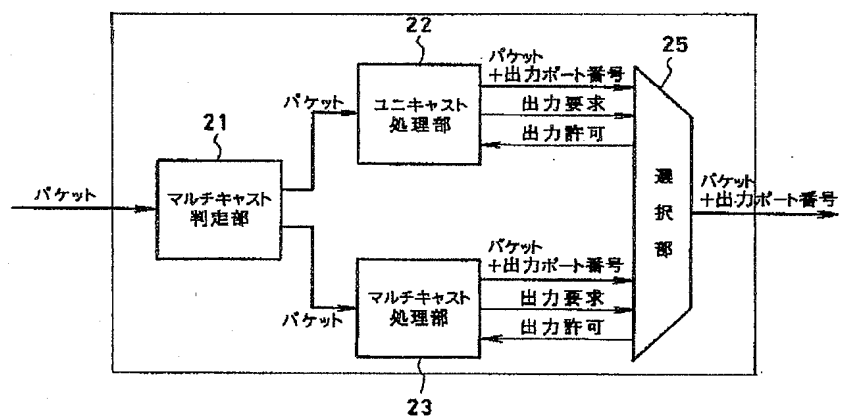 パケット
21
マルチキャスト
判定部
パケット
22
ユニキャスト
処理部
パケット
+出力ポート番号
出力要求
出力許可
25
選
択
部
パケット
+出力ポート番号
パケット
マルチキャスト
処理部
23
パケット
+出力ポート番号
出力要求
出力許可